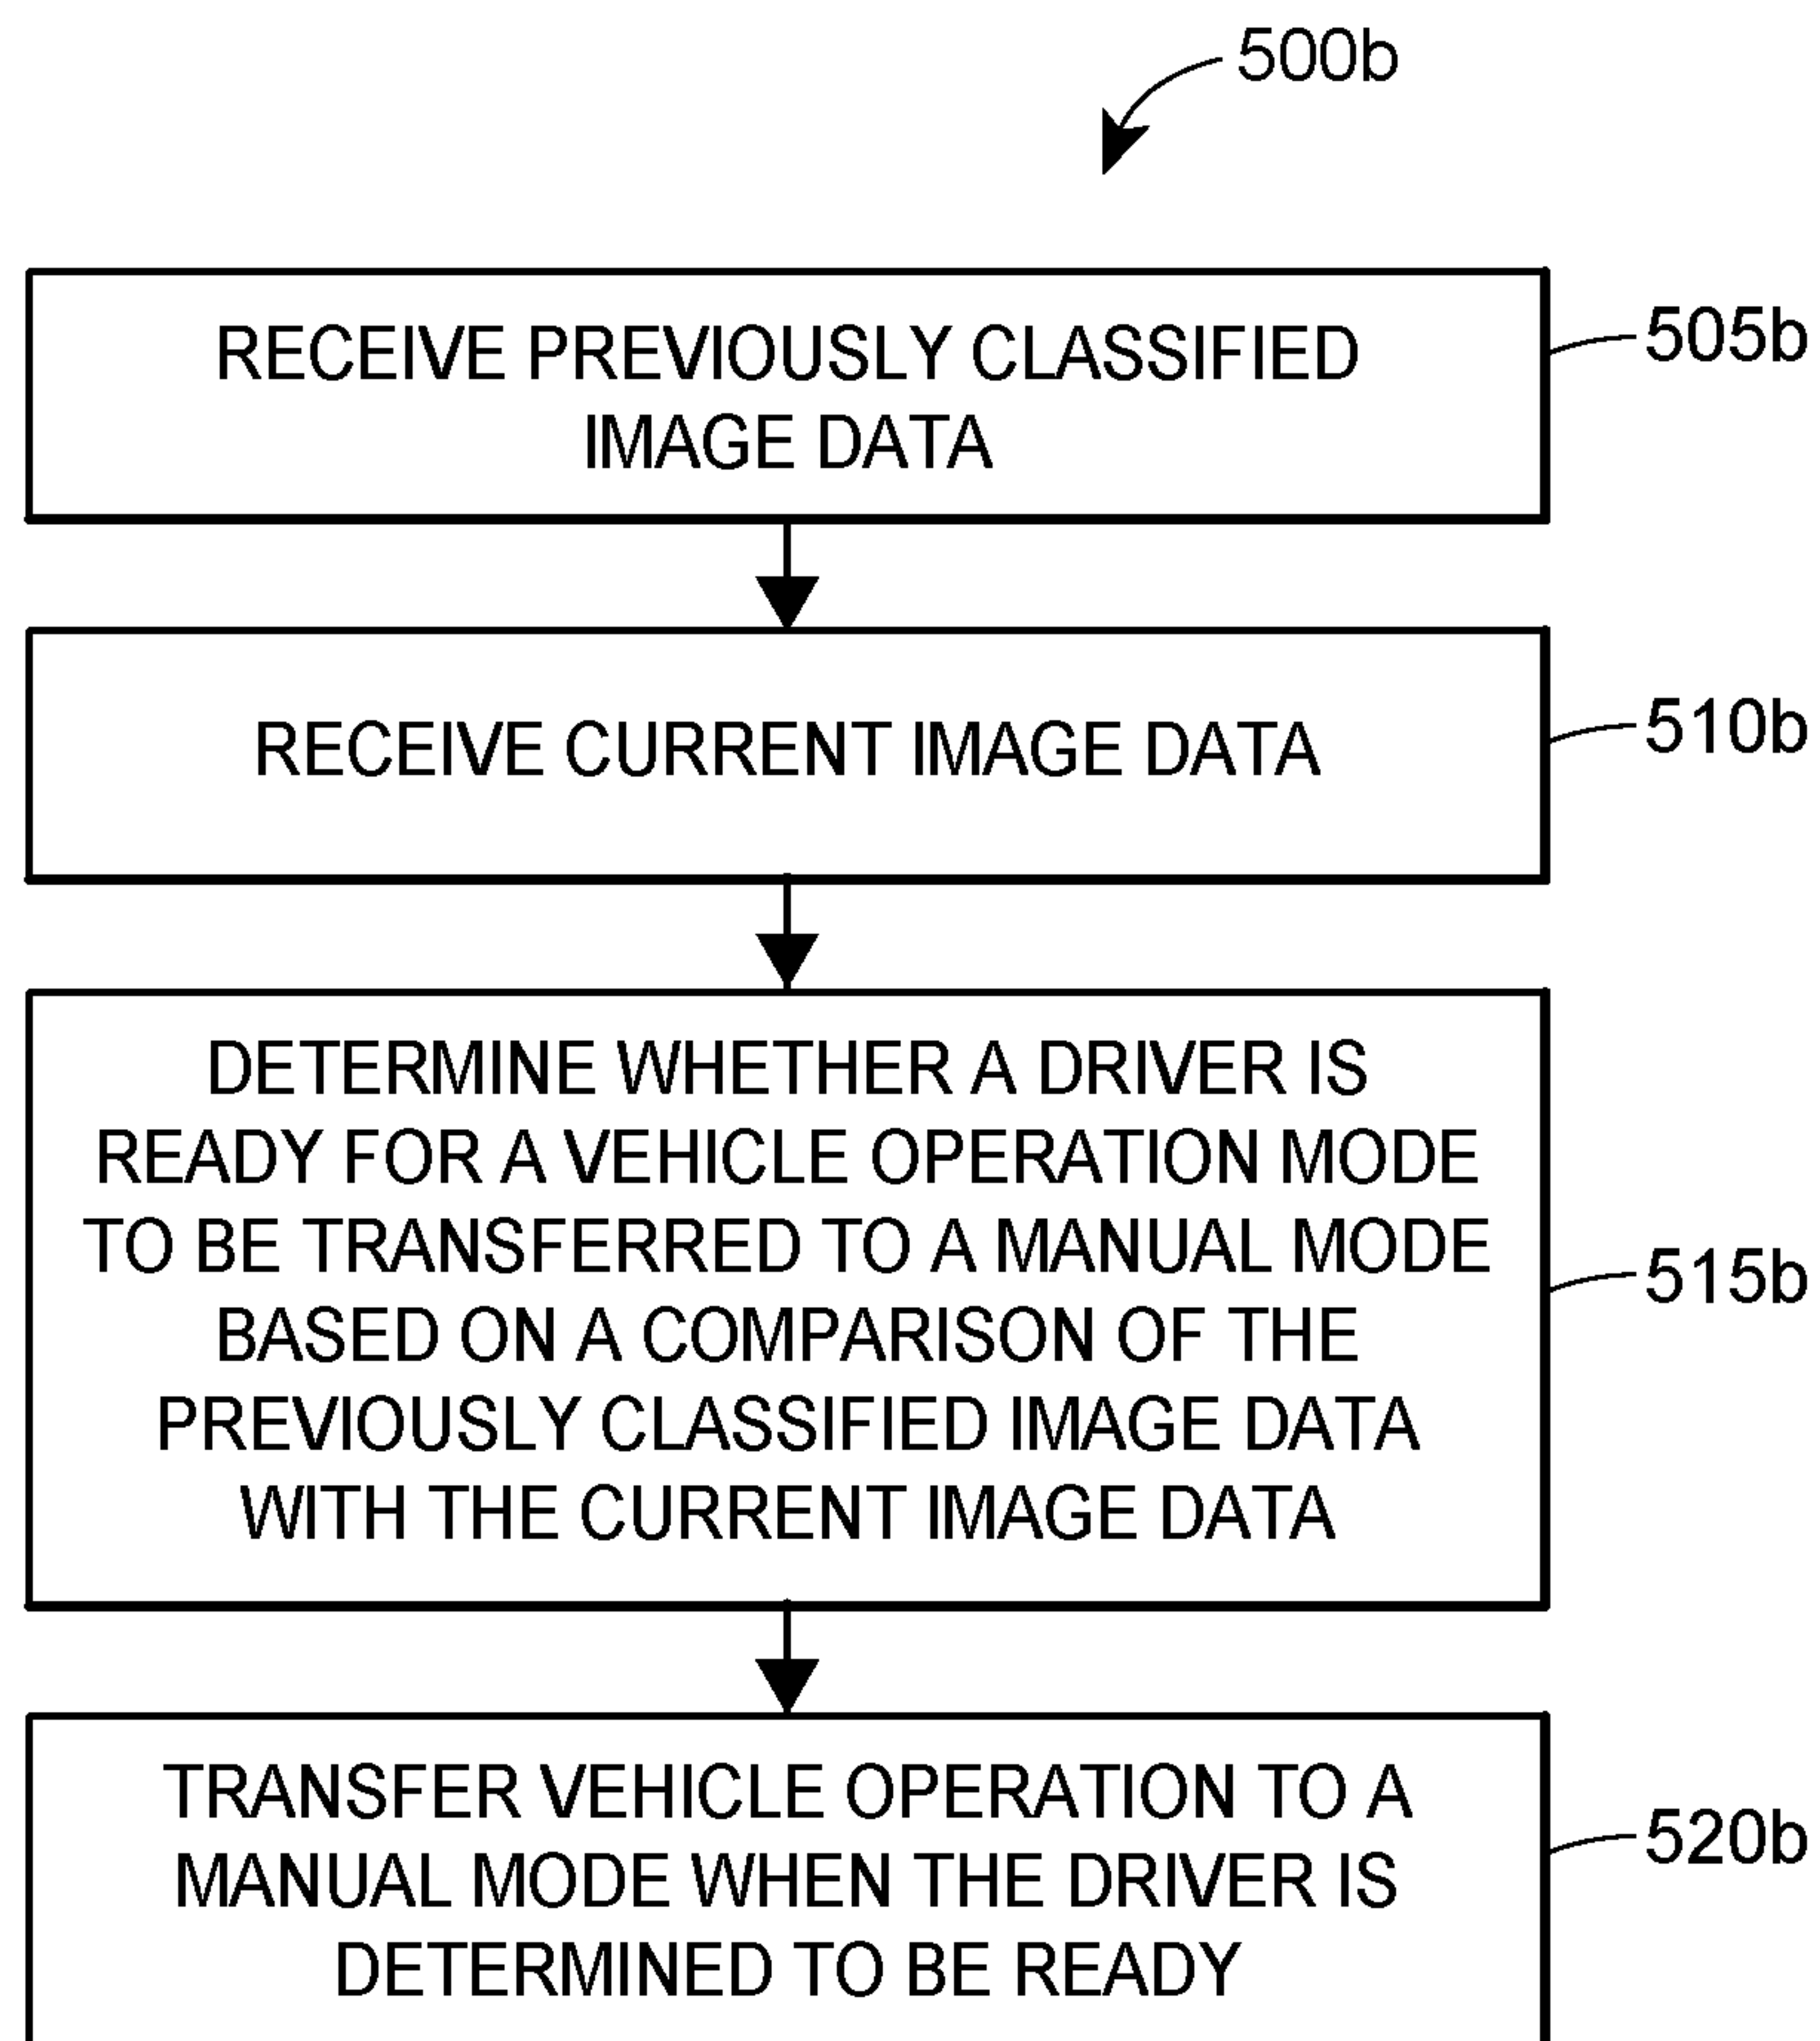 500b
RECEIVE PREVIOUSLY CLASSIFIED
IMAGE DATA
505b
RECEIVE CURRENT IMAGE DATA
510b
DETERMINE WHETHER A DRIVER IS
READY FOR A VEHICLE OPERATION MODE
TO BE TRANSFERRED TO A MANUAL MODE
BASED ON A COMPARISON OF THE
PREVIOUSLY CLASSIFIED IMAGE DATA
WITH THE CURRENT IMAGE DATA
515b
TRANSFER VEHICLE OPERATION TO A
MANUAL MODE WHEN THE DRIVER IS
DETERMINED TO BE READY
520b